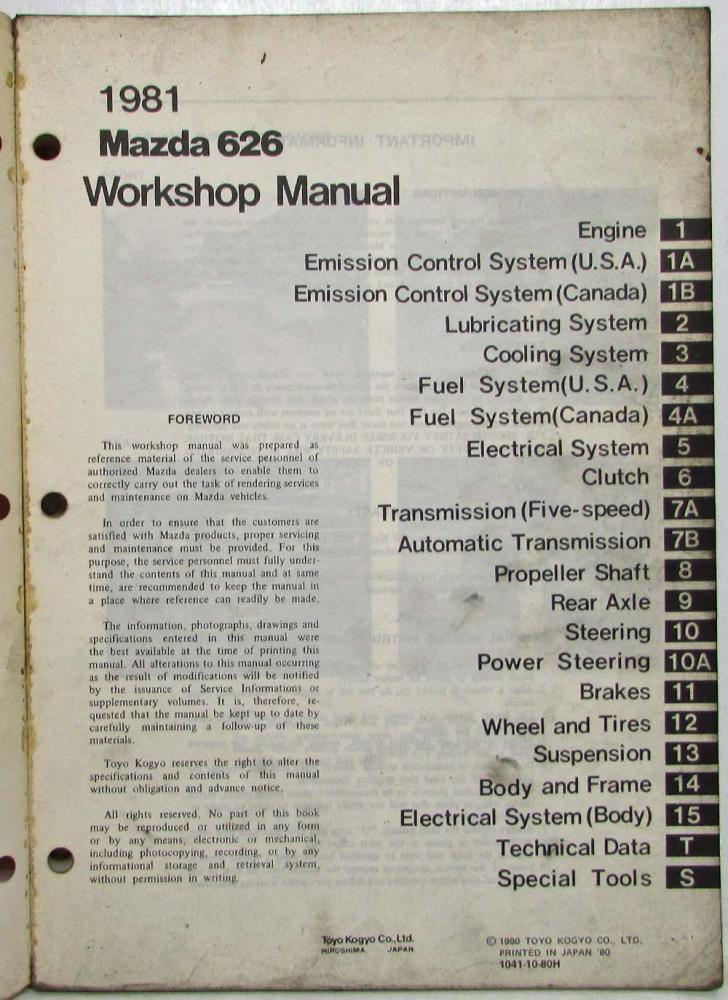 1981
Mazda 626
Workshop Manual
Engine 1
Emission Control System (U.S.A.) 1A
Emission Control System (Canada) 1B
Lubricating System 2
Cooling System 3
Fuel System(U.S.A.) 4
Fuel System(Canada) 4A
Electrical System 5
Clutch 6
Transmission (Five-speed) 7A
Automatic Transmission 7B
Propeller Shaft 8
Rear Axle 9
Steering 10
Power Steering 10A
Brakes 11
Wheel and Tires 12
Suspension 13
Body and Frame 14
Electrical System (Body) 15
Technical Data T
Special Tools S
FOREWORD
This workshop manual was prepared as
reference material of the service personnel of
authorized Mazda dealers to enable them to
correctly carry out the task of rendering services
and maintenance on Mazda vehicles.
In order to ensure that the customers are
satisfied with Mazda products, proper servicing
and maintenance must be provided. For this
purpose, the service personnel must fully under-
stand the contents of this manual and at same
time, are recommended to keep the manual in
a place where reference can readily be made.
The information, photographs, drawings and
specifications entered in this manual were
the best available at the time of printing this
manual. All alterations to this manual occurring
as the result of modifications will be notified
by the issuance of Service Informations or
supplementary volumes. It is, therefore, re-
quested that the manual be kept up to date by
carefully maintaining a follow-up of these
materials.
Toyo Kogyo reserves the right to alter the
specifications and contents of this manual
without obligation and advance notice.
All rights reserved. No part of this book
may be reproduced or utilized in any form
or by any means, electronic or mechanical,
including photocopying, recording, or by any
informational storage and retrieval system,
without permission in writing.
Toyo Kogyo Co.,Ltd.
HIROSHIMA JAPAN
© 1980 TOYO KOGYO CO., LTD.
PRINTED IN JAPAN '80
1041-10-80H